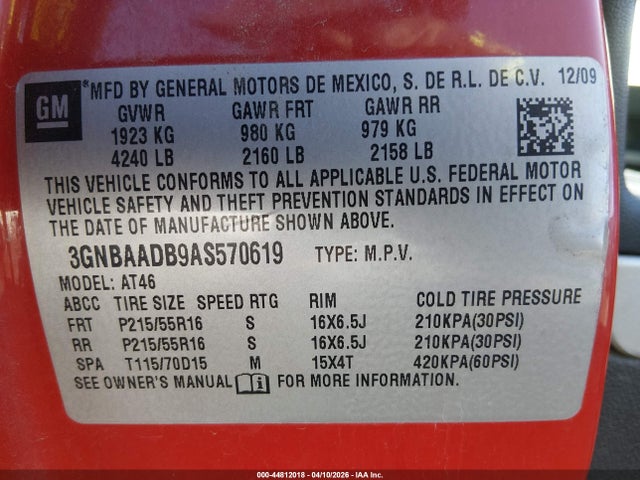 GM
®MFD BY GENERAL MOTORS DE MEXICO, S. DE R.L. DE C.V. 12/09
GVWR GAWR FRT GAWR RR
1923 KG 980 KG 979 KG
4240 LB 2160 LB 2158 LB
THIS VEHICLE CONFORMS TO ALL APPLICABLE U.S. FEDERAL MOTOR
VEHICLE SAFETY AND THEFT PREVENTION STANDARDS IN EFFECT ON
THE DATE OF MANUFACTURE SHOWN ABOVE.
3GNBAADB9AS570619 TYPE: M.P.V.
MODEL: AT46
ABCC TIRE SIZE SPEED RTG RIM COLD TIRE PRESSURE
FRT P215/55R16 S 16X6.5J 210KPA(30PSI)
RR P215/55R16 S 16X6.5J 210KPA(30PSI)
SPA T115/70D15 M 15X4T 420KPA(60PSI)
SEE OWNER'S MANUAL FOR MORE INFORMATION.
000-44812018 - 04/10/2026 - IAA Inc.